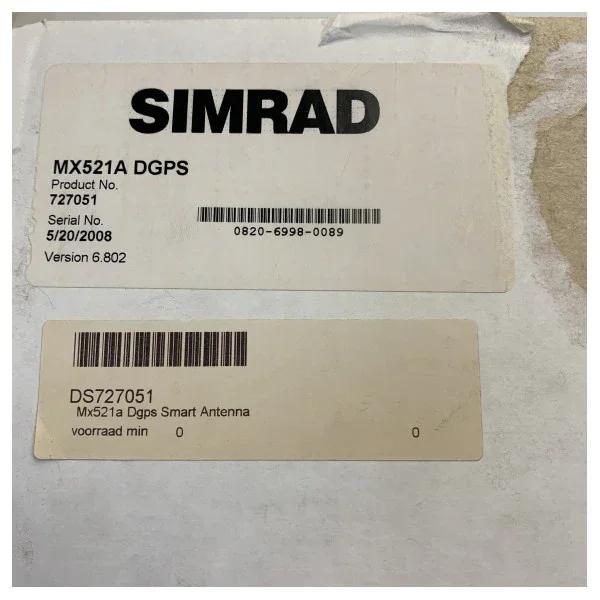 SIMRAD
MX521A DGPS
Product No.
727051
Serial No.
5/20/2008
0820-6998-0089
Version 6.802
DS727051
Mx521a Dgps Smart Antenna
voorraad min 0 0